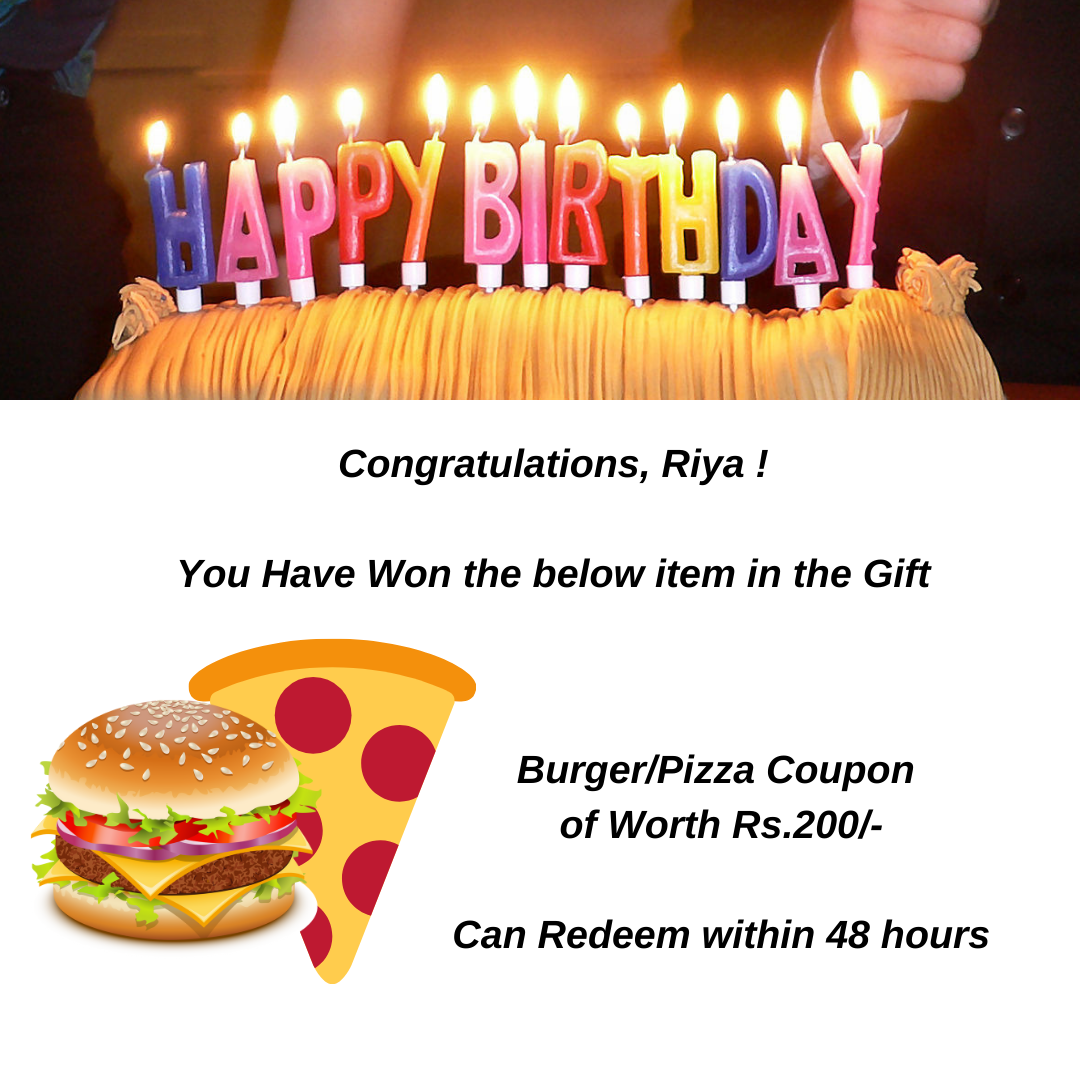 HAPPY BIRTHDAY
Congratulations, Riya !
You Have Won the below item in the Gift
Burger/Pizza Coupon
of Worth Rs.200/-
Can Redeem within 48 hours